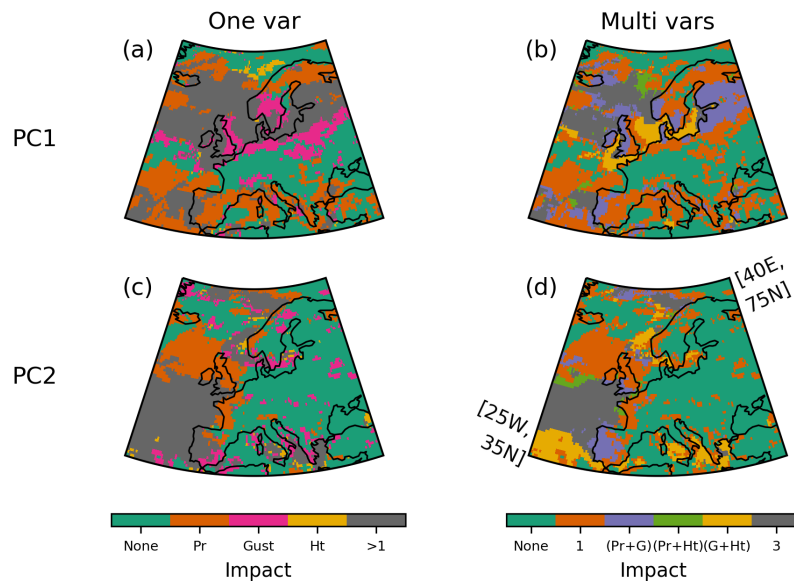 One var
Multi vars
(a)
(b)
PC1
(c)
(d)
[40E,
75N]
PC2
[25W,
35N]
None Pr Gust Ht >1
None 1 (Pr+G) (Pr+Ht) (G+Ht) 3
Impact
Impact